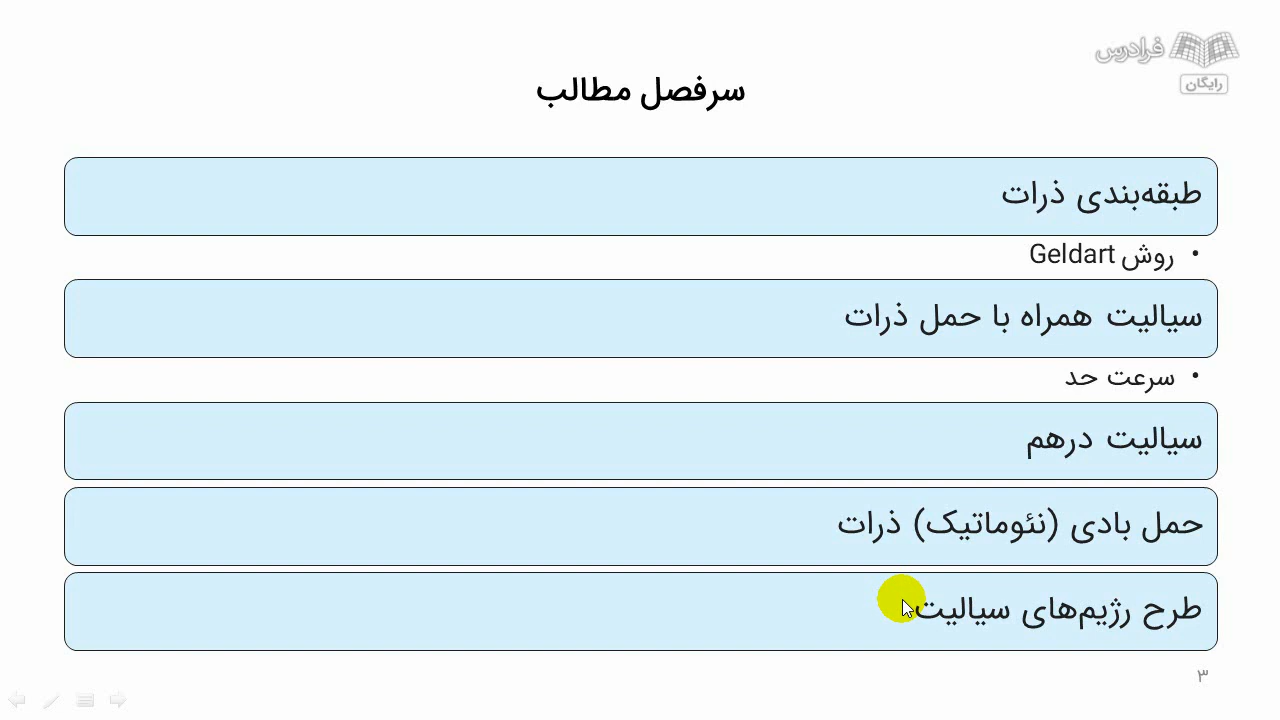 فرادرس
رایگان
سرفصل مطالب
طبقه‌بندی ذرات
• روش Geldart
سیالیت همراه با حمل ذرات
• سرعت حد
سیالیت درهم
حمل بادی (نئوماتیک) ذرات
طرح رژیم‌های سیالیت
۳